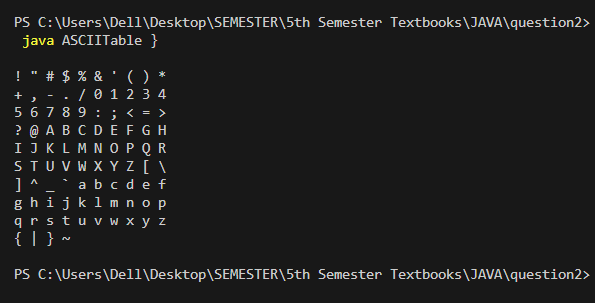 PS C:\Users\Dell\Desktop\SEMESTER\5th Semester Textbooks\JAVA\question2>
java ASCIITable }
! " # $ % & ' ( ) *
+ , - . / 0 1 2 3 4
5 6 7 8 9 : ; < = >
? @ A B C D E F G H
I J K L M N O P Q R
S T U V W X Y Z [ \
] ^ _ ` a b c d e f
g h i j k l m n o p
q r s t u v w x y z
{ | } ~
PS C:\Users\Dell\Desktop\SEMESTER\5th Semester Textbooks\JAVA\question2>